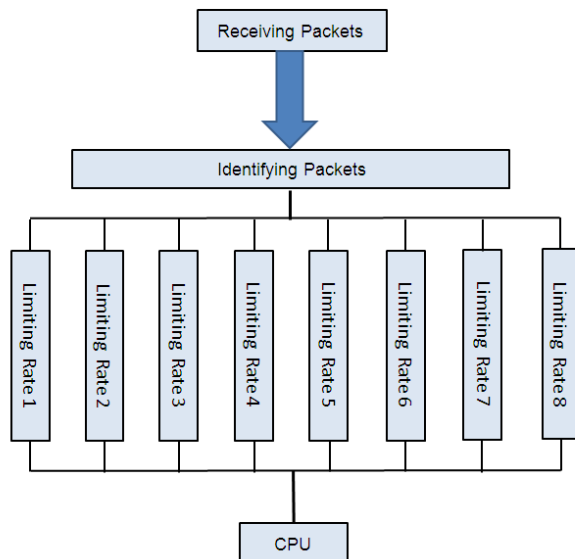 Receiving Packets
Identifying Packets
Limiting Rate 1
Limiting Rate 2
Limiting Rate 3
Limiting Rate 4
Limiting Rate 5
Limiting Rate 6
Limiting Rate 7
Limiting Rate 8
CPU